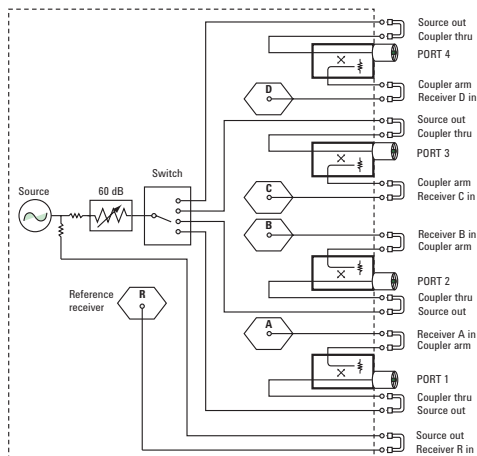 Source out
Coupler thru
PORT 4
D
Coupler arm
Receiver D in
Source out
Coupler thru
PORT 3
Source
60 dB
Switch
C
Coupler arm
Receiver C in
B
Receiver B in
Coupler arm
PORT 2
Reference
receiver
R
Coupler thru
Source out
A
Receiver A in
Coupler arm
PORT 1
Coupler thru
Source out
Source out
Receiver R in